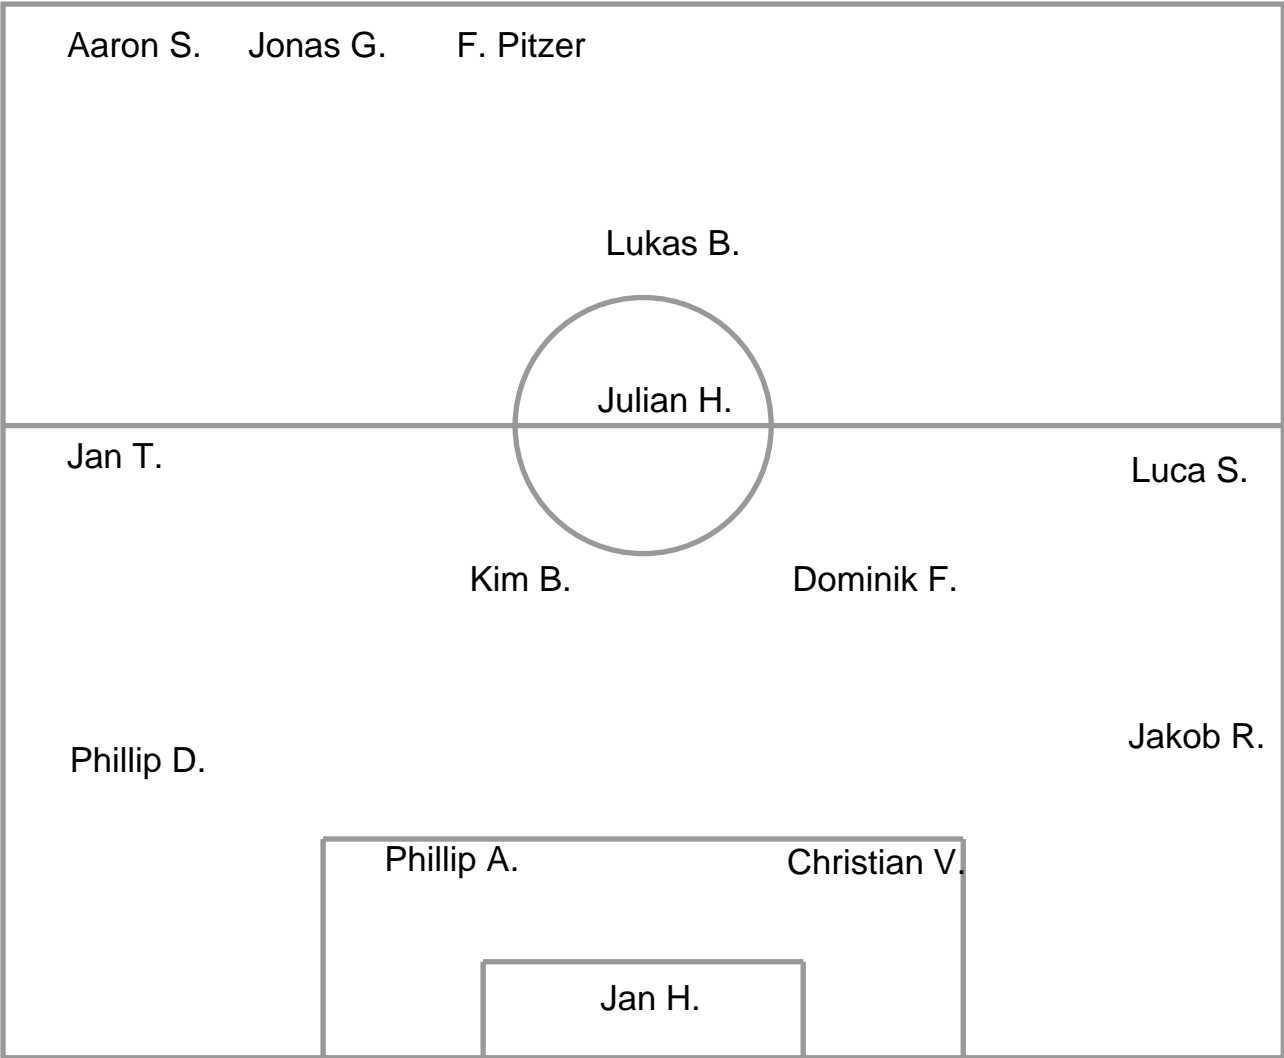 Aaron S. Jonas G. F. Pitzer
Lukas B.
Julian H.
Jan T.
Luca S.
Kim B. Dominik F.
Jakob R.
Phillip D.
Phillip A. Christian V.
Jan H.